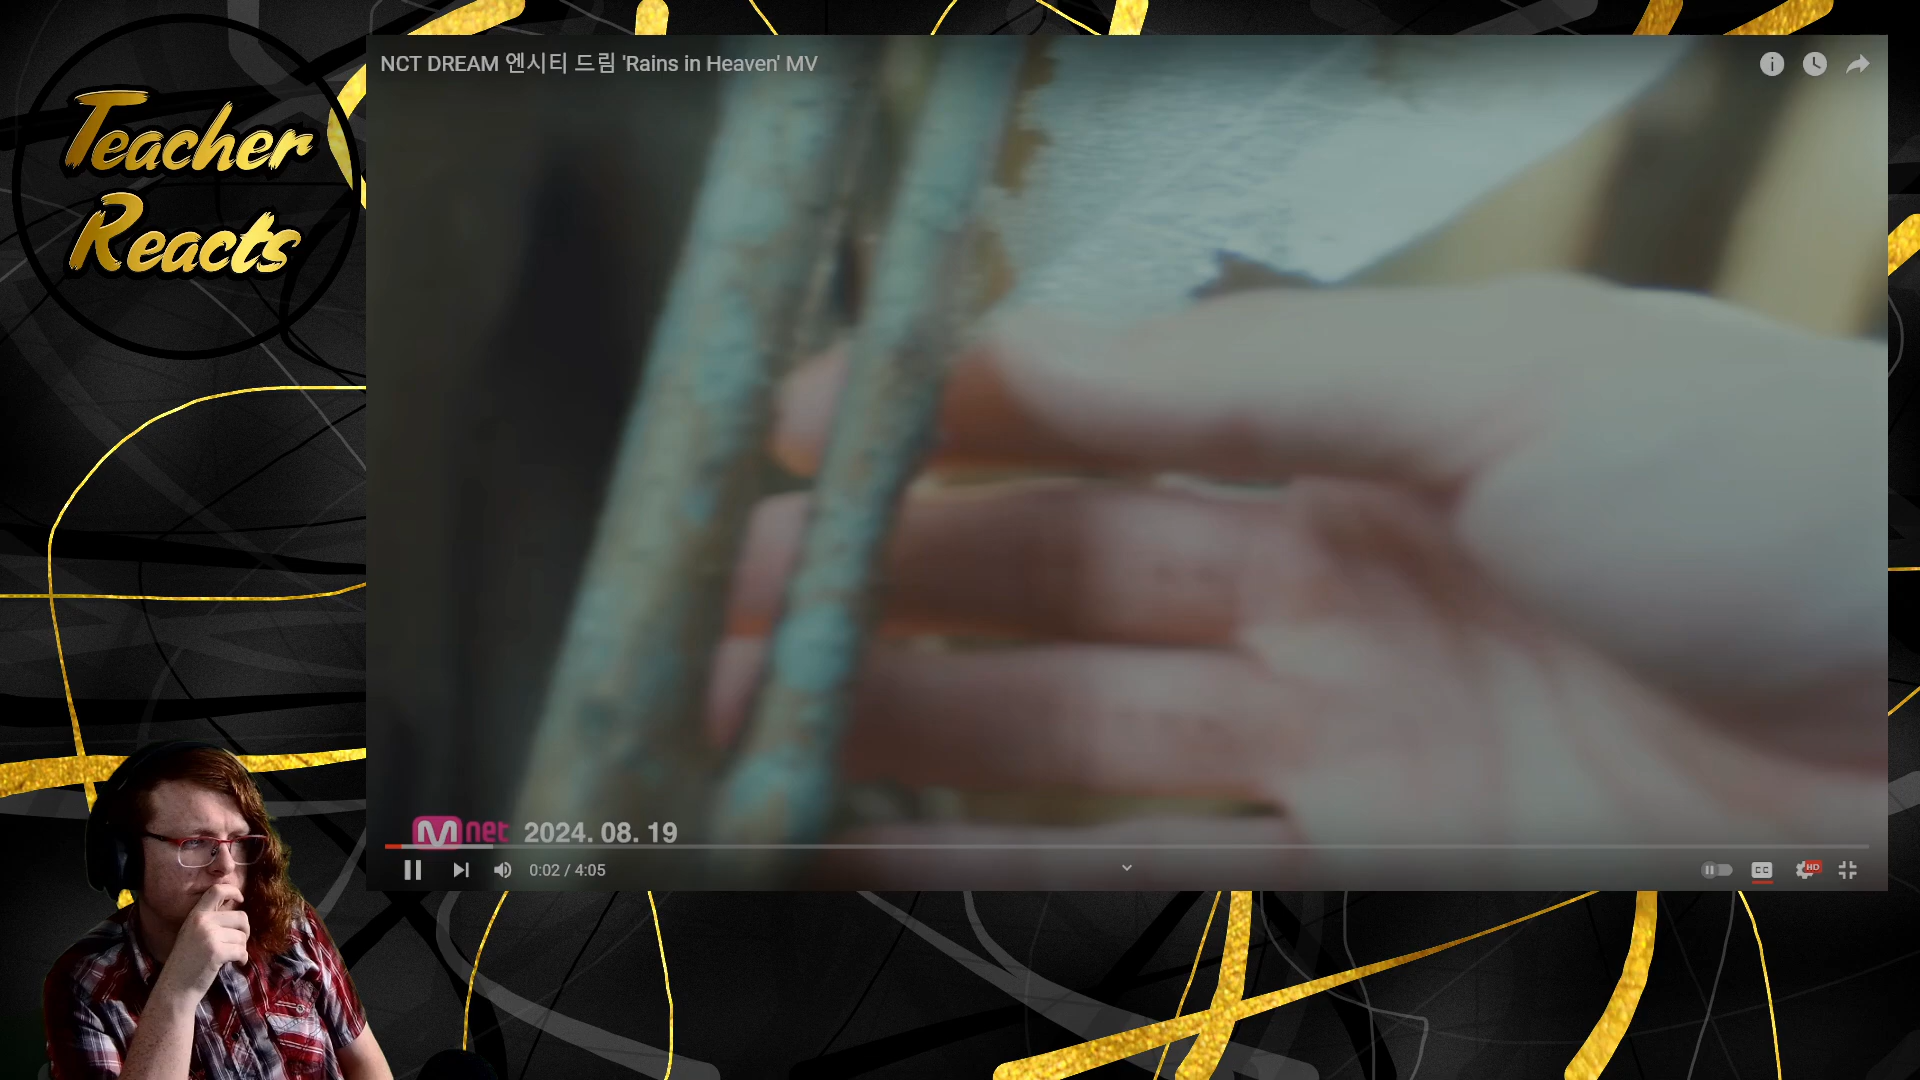 Teacher
Reacts
NCT DREAM 엔시티 드림 'Rains in Heaven' MV
Mnet 2024. 08. 19
0:02 / 4:05
CC
HD